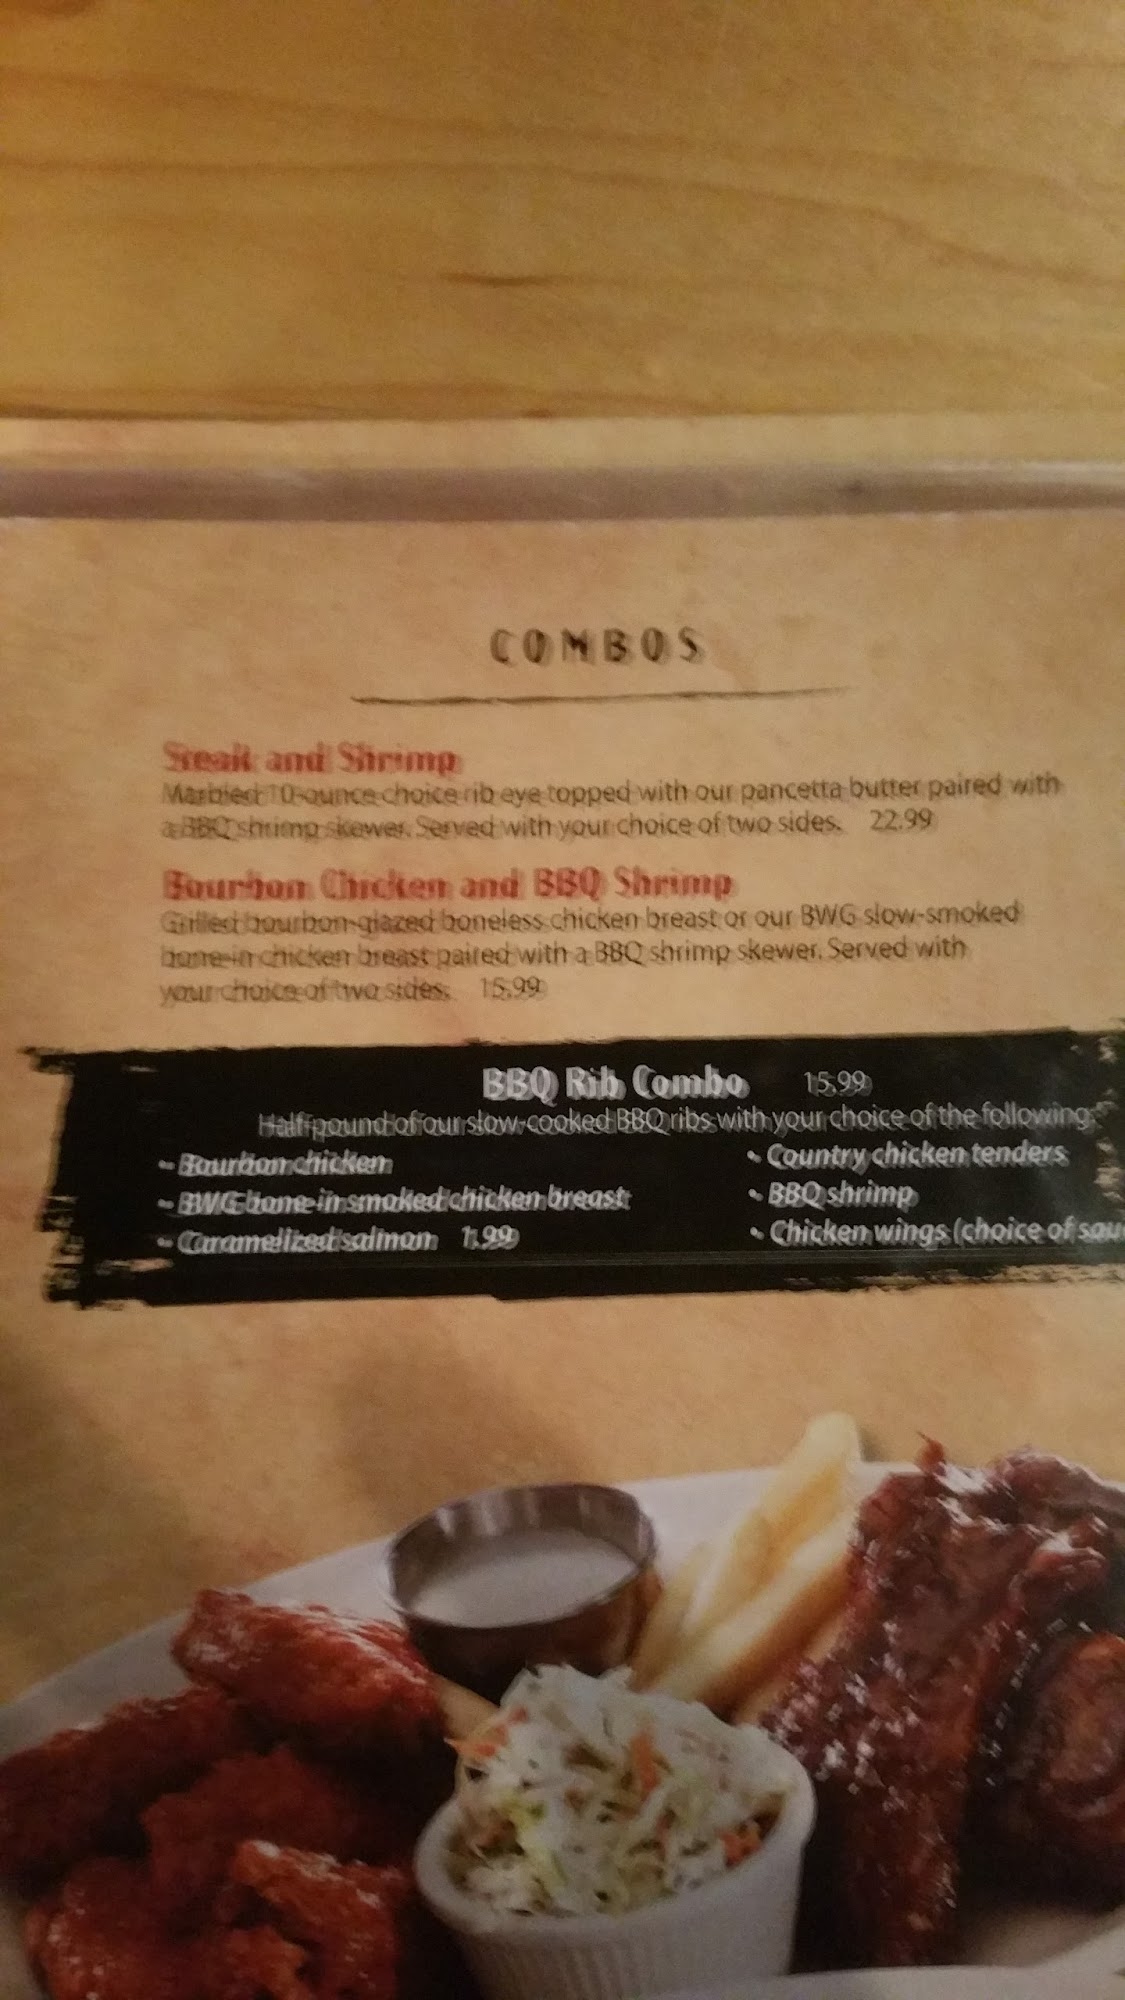 COMBOS
Steak and Shrimp
Marbled 10-ounce choice rib eye topped with our pancetta butter paired with
a BBQ shrimp skewer. Served with your choice of two sides. 22.99
Bourbon Chicken and BBQ Shrimp
Grilled bourbon-glazed boneless chicken breast or our BWG slow-smoked
bone-in chicken breast paired with a BBQ shrimp skewer. Served with
your choice of two sides. 15.99
BBQ Rib Combo 15.99
Half-pound of our slow-cooked BBQ ribs with your choice of the following:
• Bourbon chicken
• BWG bone-in smoked chicken breast
• Caramelized salmon 1.99
• Country chicken tenders
• BBQ shrimp
• Chicken wings (choice of